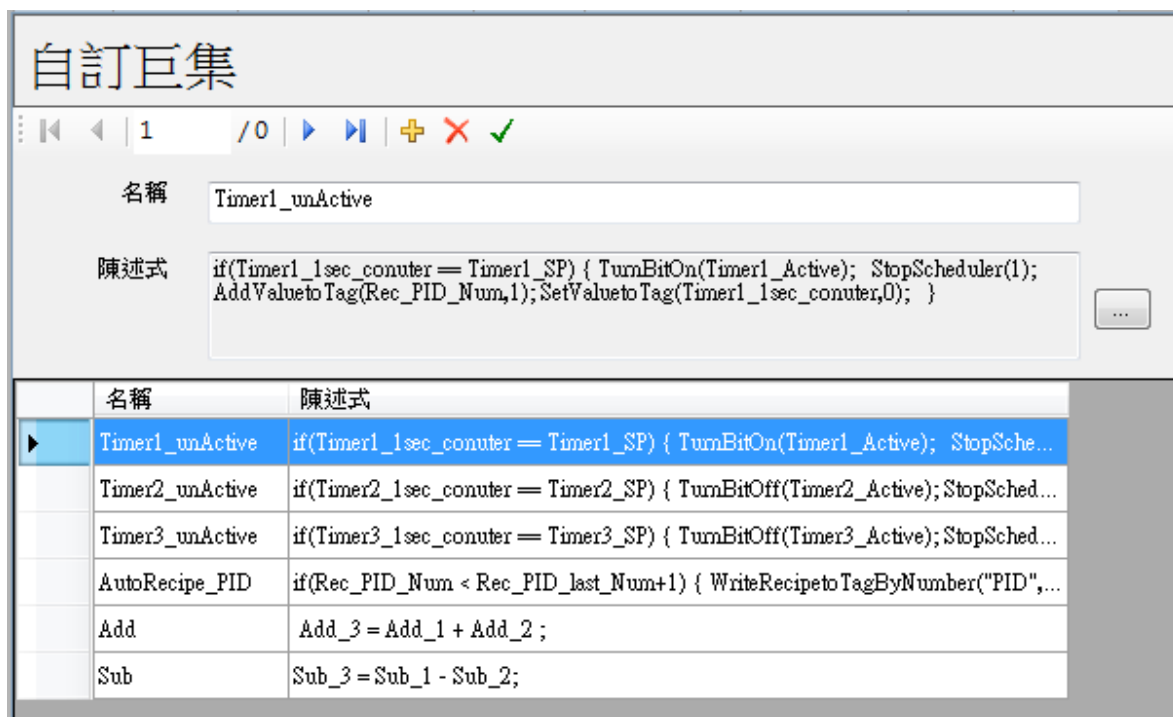 自訂巨集
1 /0
名稱 Timer1_unActive
陳述式 if(Timer1_1sec_conuter == Timer1_SP) { TurnBitOn(Timer1_Active); StopScheduler(1);
AddValuetoTag(Rec_PID_Num,1); SetValuetoTag(Timer1_1sec_conuter,0); }
...
名稱 陳述式
Timer1_unActive if(Timer1_1sec_conuter == Timer1_SP) { TurnBitOn(Timer1_Active); StopSche...
Timer2_unActive if(Timer2_1sec_conuter == Timer2_SP) { TurnBitOff(Timer2_Active); StopSched...
Timer3_unActive if(Timer3_1sec_conuter == Timer3_SP) { TurnBitOff(Timer3_Active); StopSched...
AutoRecipe_PID if(Rec_PID_Num < Rec_PID_last_Num+1) { WriteRecipetoTagByNumber("PID",...
Add Add_3 = Add_1 + Add_2 ;
Sub Sub_3 = Sub_1 - Sub_2;